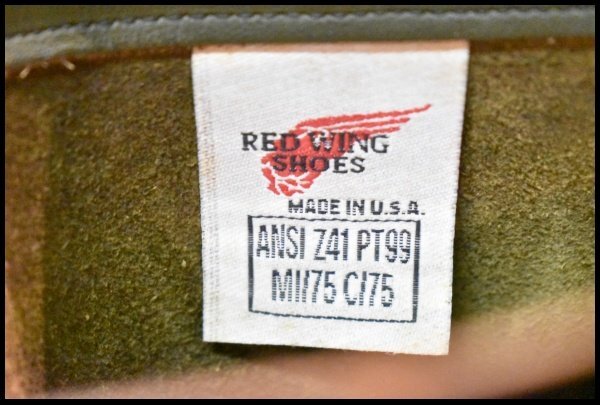 RED WING
SHOES
MADE IN U.S.A.
ANSI Z41 PT99
MI/75 C/75